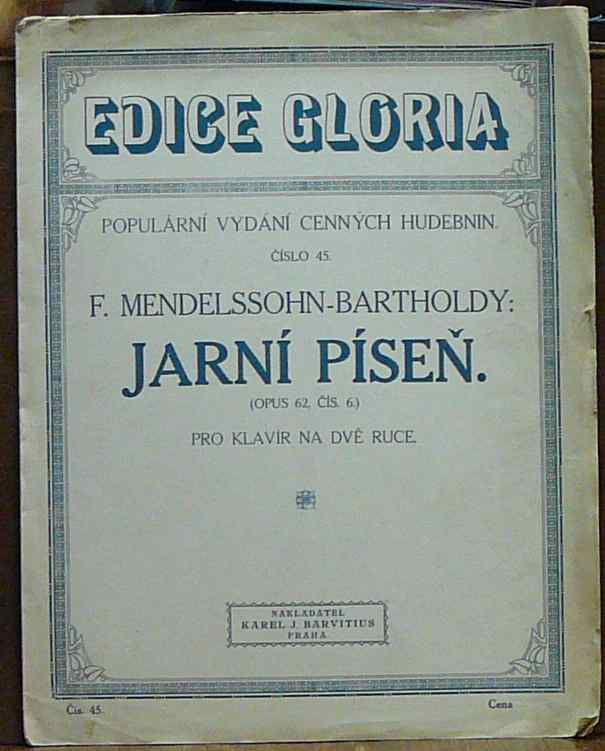 EDICE GLORIA
POPULÁRNÍ VYDÁNÍ CENNÝCH HUDEBNIN.
ČÍSLO 45.
F. MENDELSSOHN-BARTHOLDY:
JARNÍ PÍSEŇ.
(OPUS 62, ČÍS. 6.)
PRO KLAVÍR NA DVĚ RUCE.
NAKLADATEL
KAREL J. BARVITIUS
PRAHA
Čís. 45.
Cena